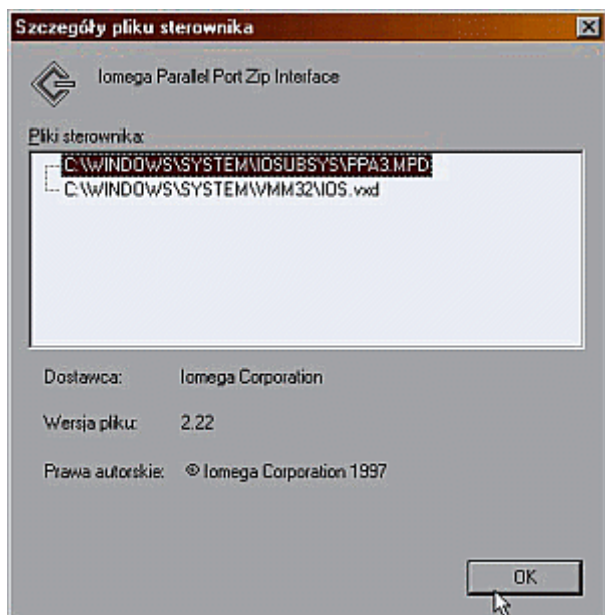 Szczegóły pliku sterownika
Iomega Parallel Port Zip Interface
Pliki sterownika:
C:\WINDOWS\SYSTEM\IOSUBSYS\PPA3.MPD
C:\WINDOWS\SYSTEM\VMM32\IOS.vxd
Dostawca: Iomega Corporation
Wersja pliku: 2.22
Prawa autorskie: © Iomega Corporation 1997
OK